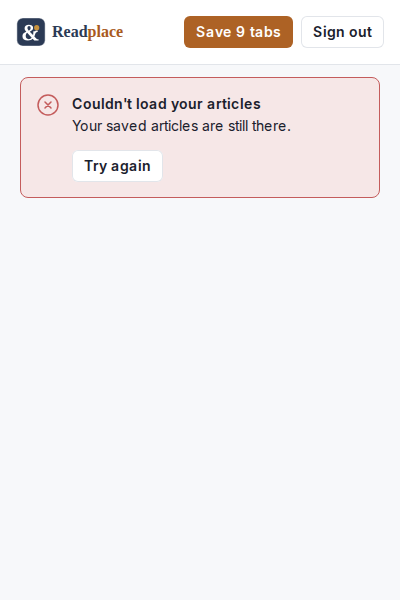 & Readplace
Save 9 tabs
Sign out
Couldn't load your articles
Your saved articles are still there.
Try again